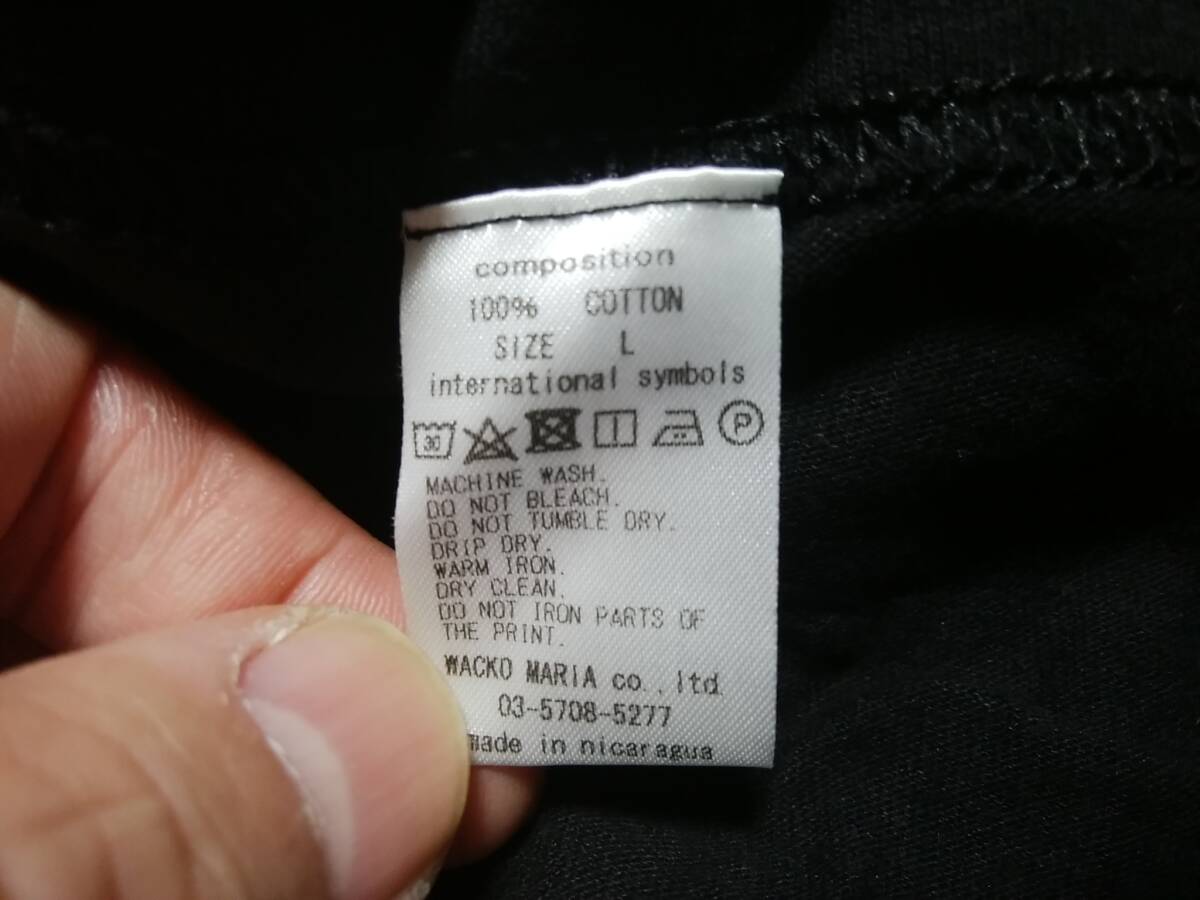 composition
100% COTTON
SIZE L
international symbols
30 P
MACHINE WASH.
DO NOT BLEACH.
DO NOT TUMBLE DRY.
DRIP DRY.
WARM IRON.
DRY CLEAN.
DO NOT IRON PARTS OF
THE PRINT.
WACKO MARIA co.,ltd
03-5708-5277
made in nicaragua